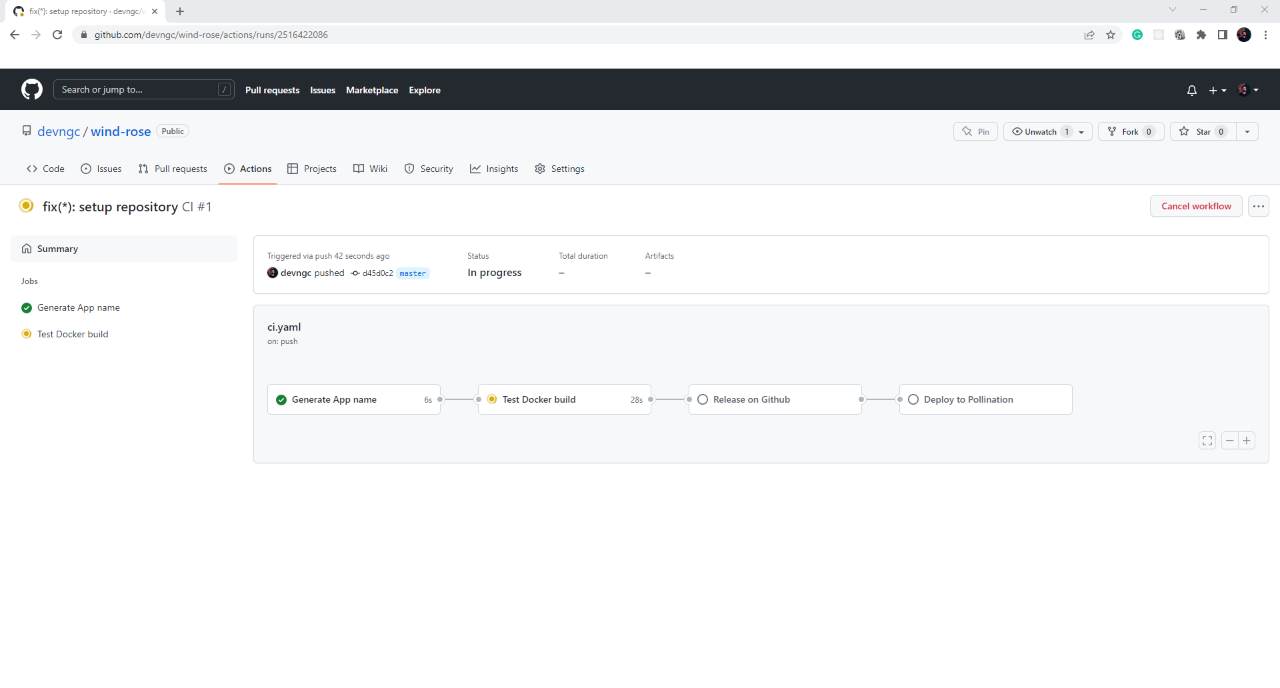 fix(*): setup repository · devngc/
github.com/devngc/wind-rose/actions/runs/2516422086
Search or jump to... /
Pull requests Issues Marketplace Explore
devngc / wind-rose Public
Pin Unwatch 1 Fork 0 Star 0
Code Issues Pull requests Actions Projects Wiki Security Insights Settings
fix(*): setup repository CI #1
Cancel workflow
Summary
Jobs
Generate App name
Test Docker build
Triggered via push 42 seconds ago
devngc pushed d45d0c2 master
Status
In progress
Total duration
–
Artifacts
–
ci.yaml
on: push
Generate App name 6s
Test Docker build 28s
Release on Github
Deploy to Pollination